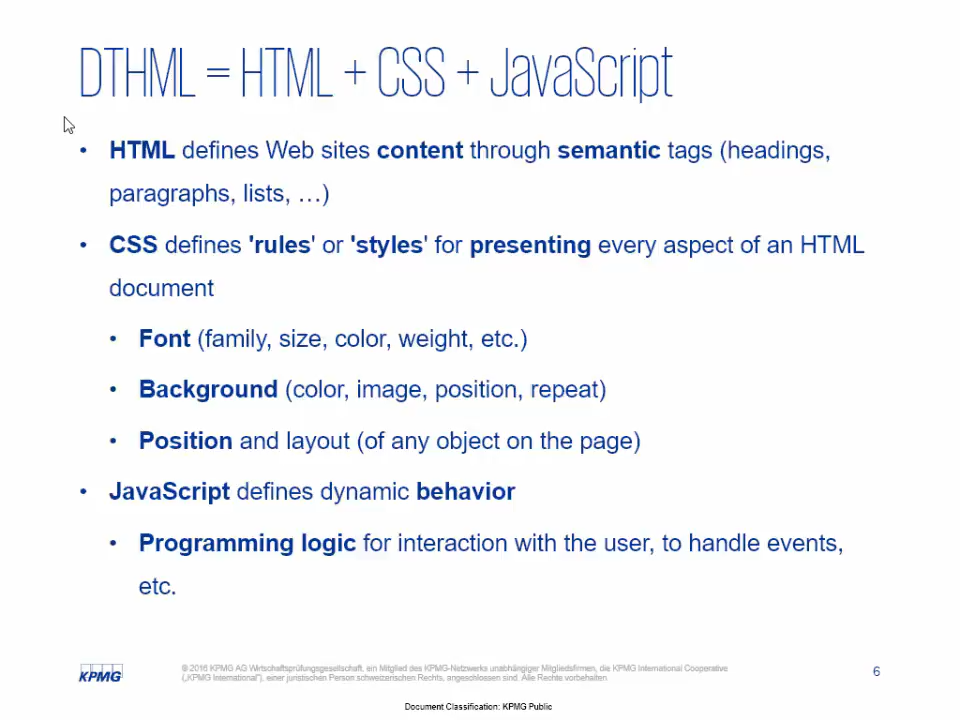 DTHML = HTML + CSS + JavaScript
• HTML defines Web sites content through semantic tags (headings,
paragraphs, lists, …)
• CSS defines 'rules' or 'styles' for presenting every aspect of an HTML
document
• Font (family, size, color, weight, etc.)
• Background (color, image, position, repeat)
• Position and layout (of any object on the page)
• JavaScript defines dynamic behavior
• Programming logic for interaction with the user, to handle events,
etc.
KPMG
© 2016 KPMG AG Wirtschaftsprüfungsgesellschaft, ein Mitglied des KPMG-Netzwerks unabhängiger Mitgliedsfirmen, die KPMG International Cooperative
(„KPMG International“), einer juristischen Person schweizerischen Rechts, angeschlossen sind. Alle Rechte vorbehalten.
6
Document Classification: KPMG Public